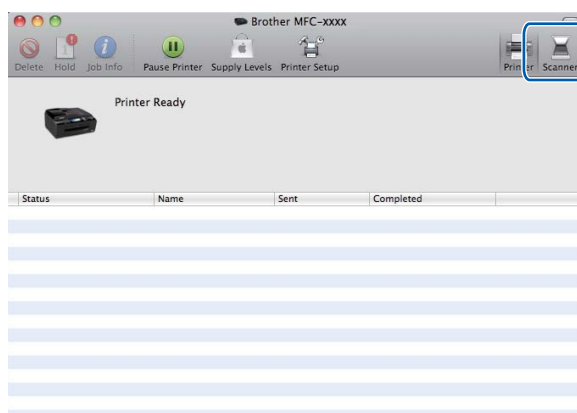 Brother MFC-XXXX
Delete Hold Job Info Pause Printer Supply Levels Printer Setup Printer Scanner
Printer Ready
Status Name Sent Completed